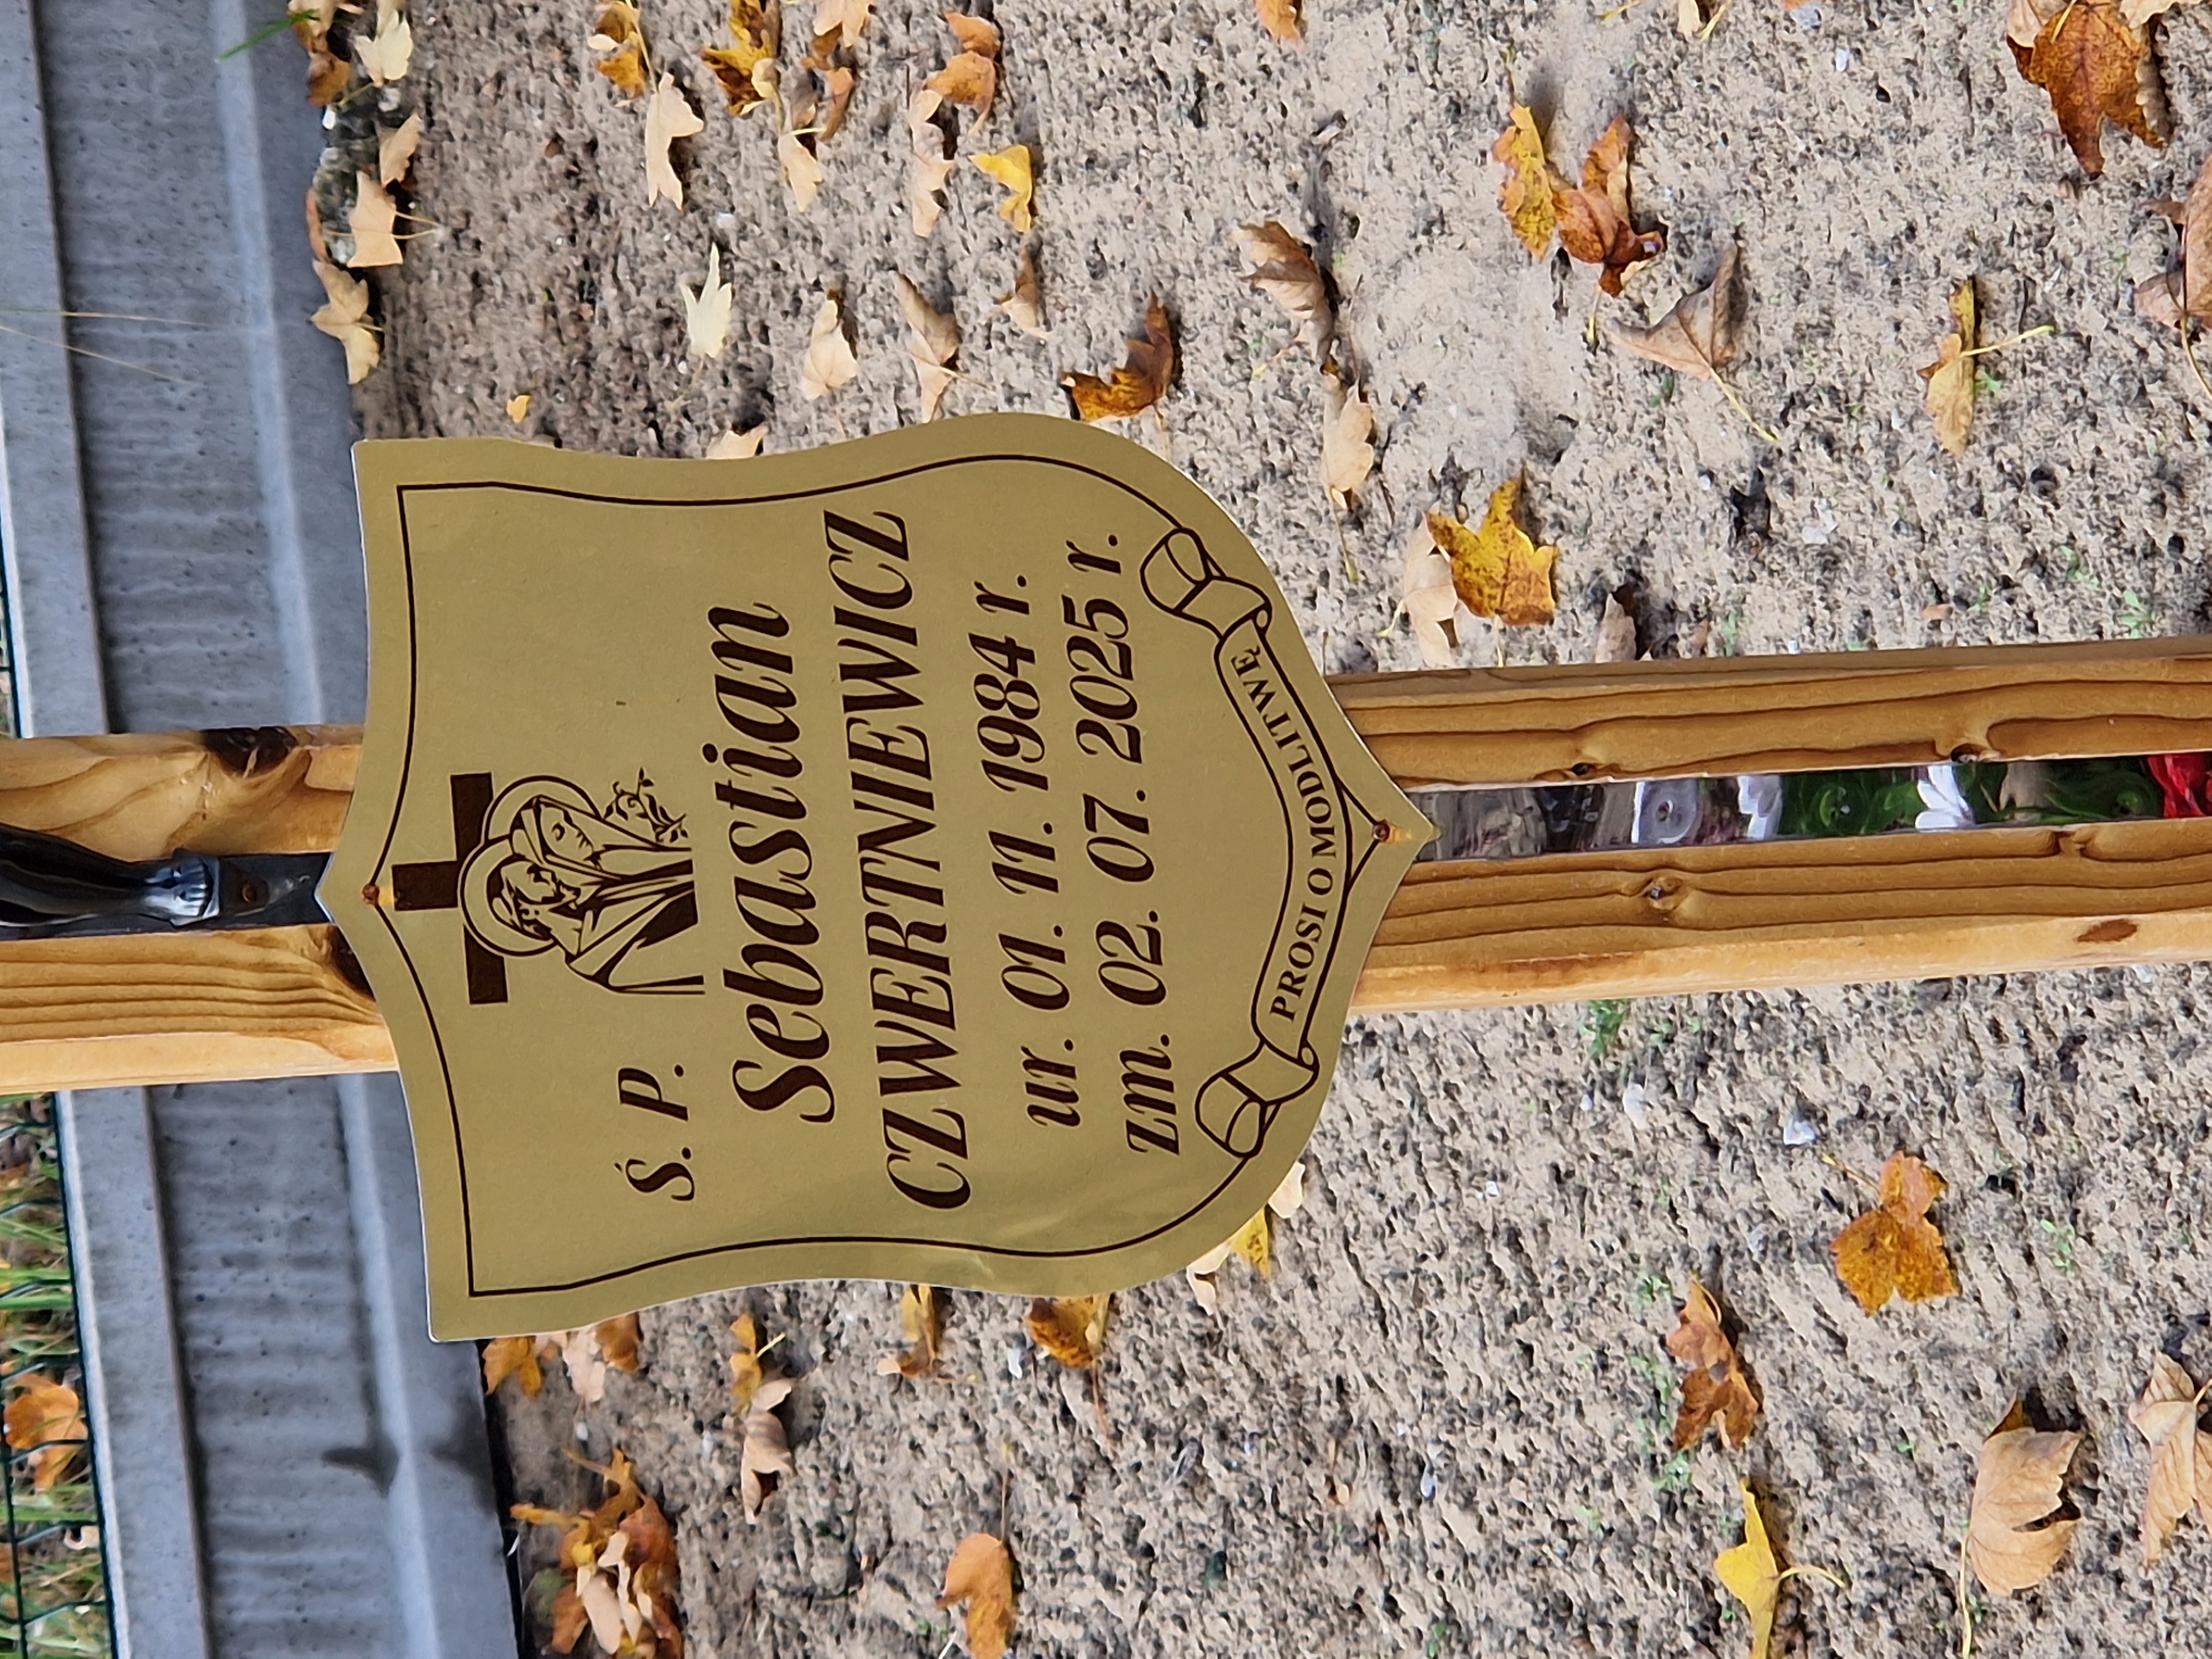 Ś. P.
Sebastian
CZWERTNIEWICZ
ur. 01. 11. 1984 r.
zm. 02. 07. 2025 r.
PROSI O MODLITWĘ